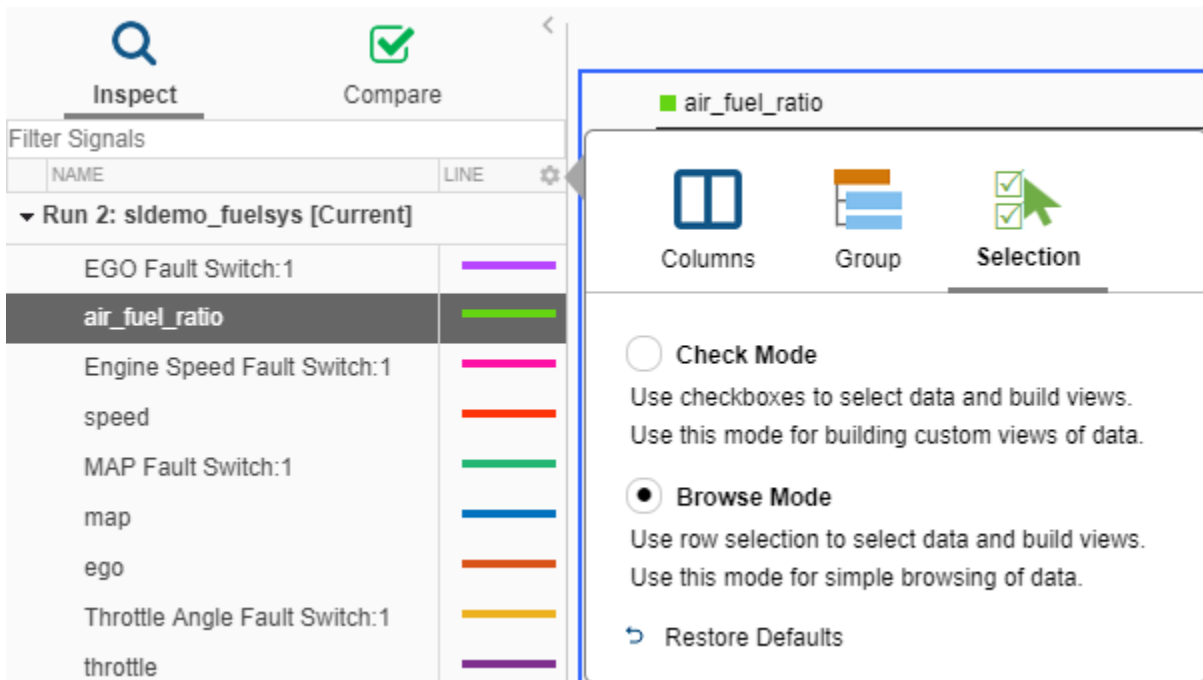 Inspect
Compare
Filter Signals
NAME
LINE
Run 2: sldemo_fuelsys [Current]
EGO Fault Switch:1
air_fuel_ratio
Engine Speed Fault Switch:1
speed
MAP Fault Switch:1
map
ego
Throttle Angle Fault Switch:1
throttle
air_fuel_ratio
Columns
Group
Selection
Check Mode
Use checkboxes to select data and build views.
Use this mode for building custom views of data.
Browse Mode
Use row selection to select data and build views.
Use this mode for simple browsing of data.
Restore Defaults